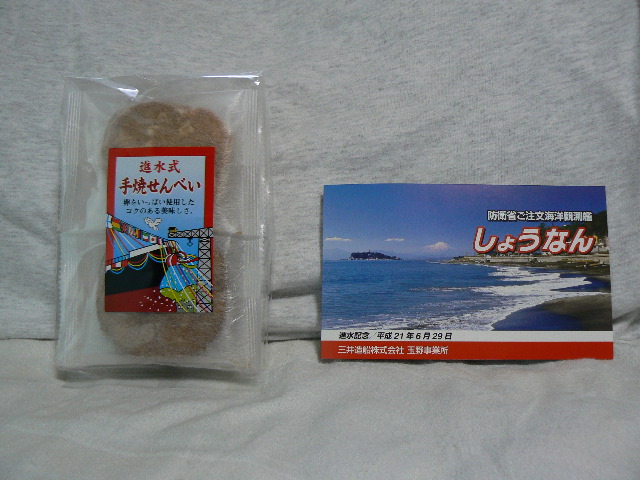 進水式
手焼せんべい
卵をいっぱい使用した
コクのある美味しさ。
防衛省ご注文海洋観測艦
しょうなん
進水記念/平成21年6月29日
三井造船株式会社 玉野事業所